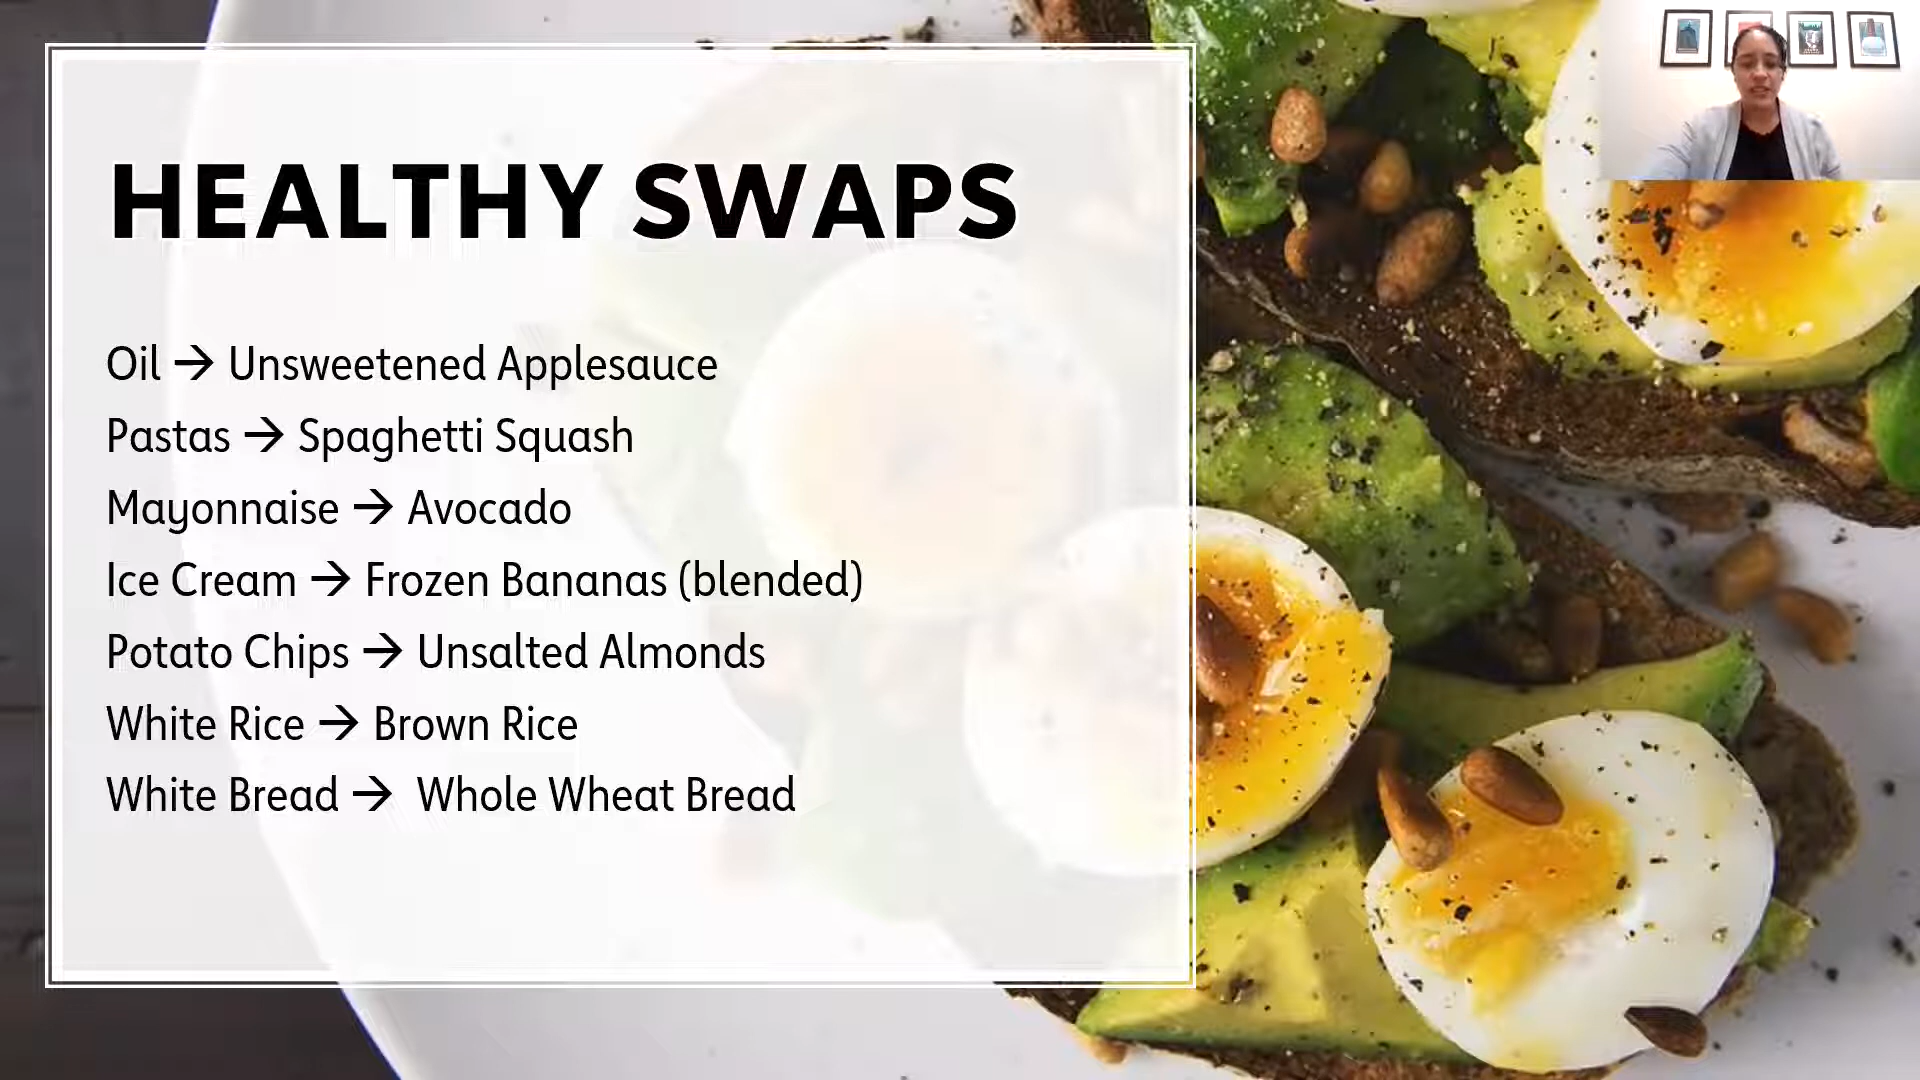 HEALTHY SWAPS
Oil → Unsweetened Applesauce
Pastas → Spaghetti Squash
Mayonnaise → Avocado
Ice Cream → Frozen Bananas (blended)
Potato Chips → Unsalted Almonds
White Rice → Brown Rice
White Bread → Whole Wheat Bread